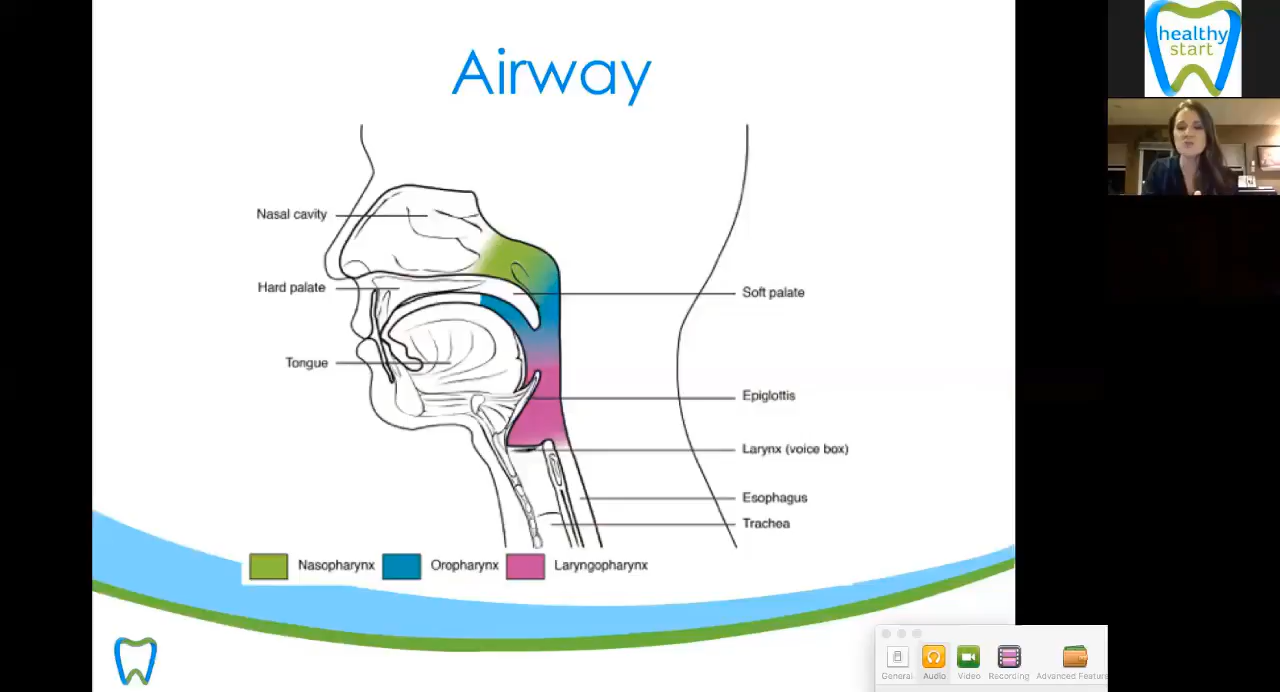 Airway
healthy
start
Nasal cavity
Hard palate
Soft palate
Tongue
Epiglottis
Larynx (voice box)
Esophagus
Trachea
Nasopharynx Oropharynx Laryngopharynx
General Audio Video Recording Advanced Feature